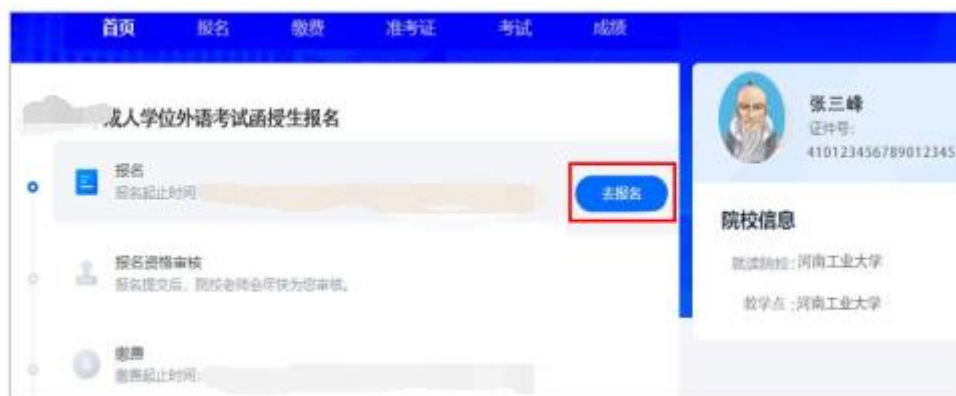 首页 报名 缴费 准考证 考试 成绩
成人学位外语考试函授生报名
报名
报名起止时间
去报名
报名资格审核
报名提交后，院校老师会尽快为您审核。
缴费
缴费起止时间:
张三峰
证件号:
410123456789012345
院校信息
就读院校:河南工业大学
教学点:河南工业大学